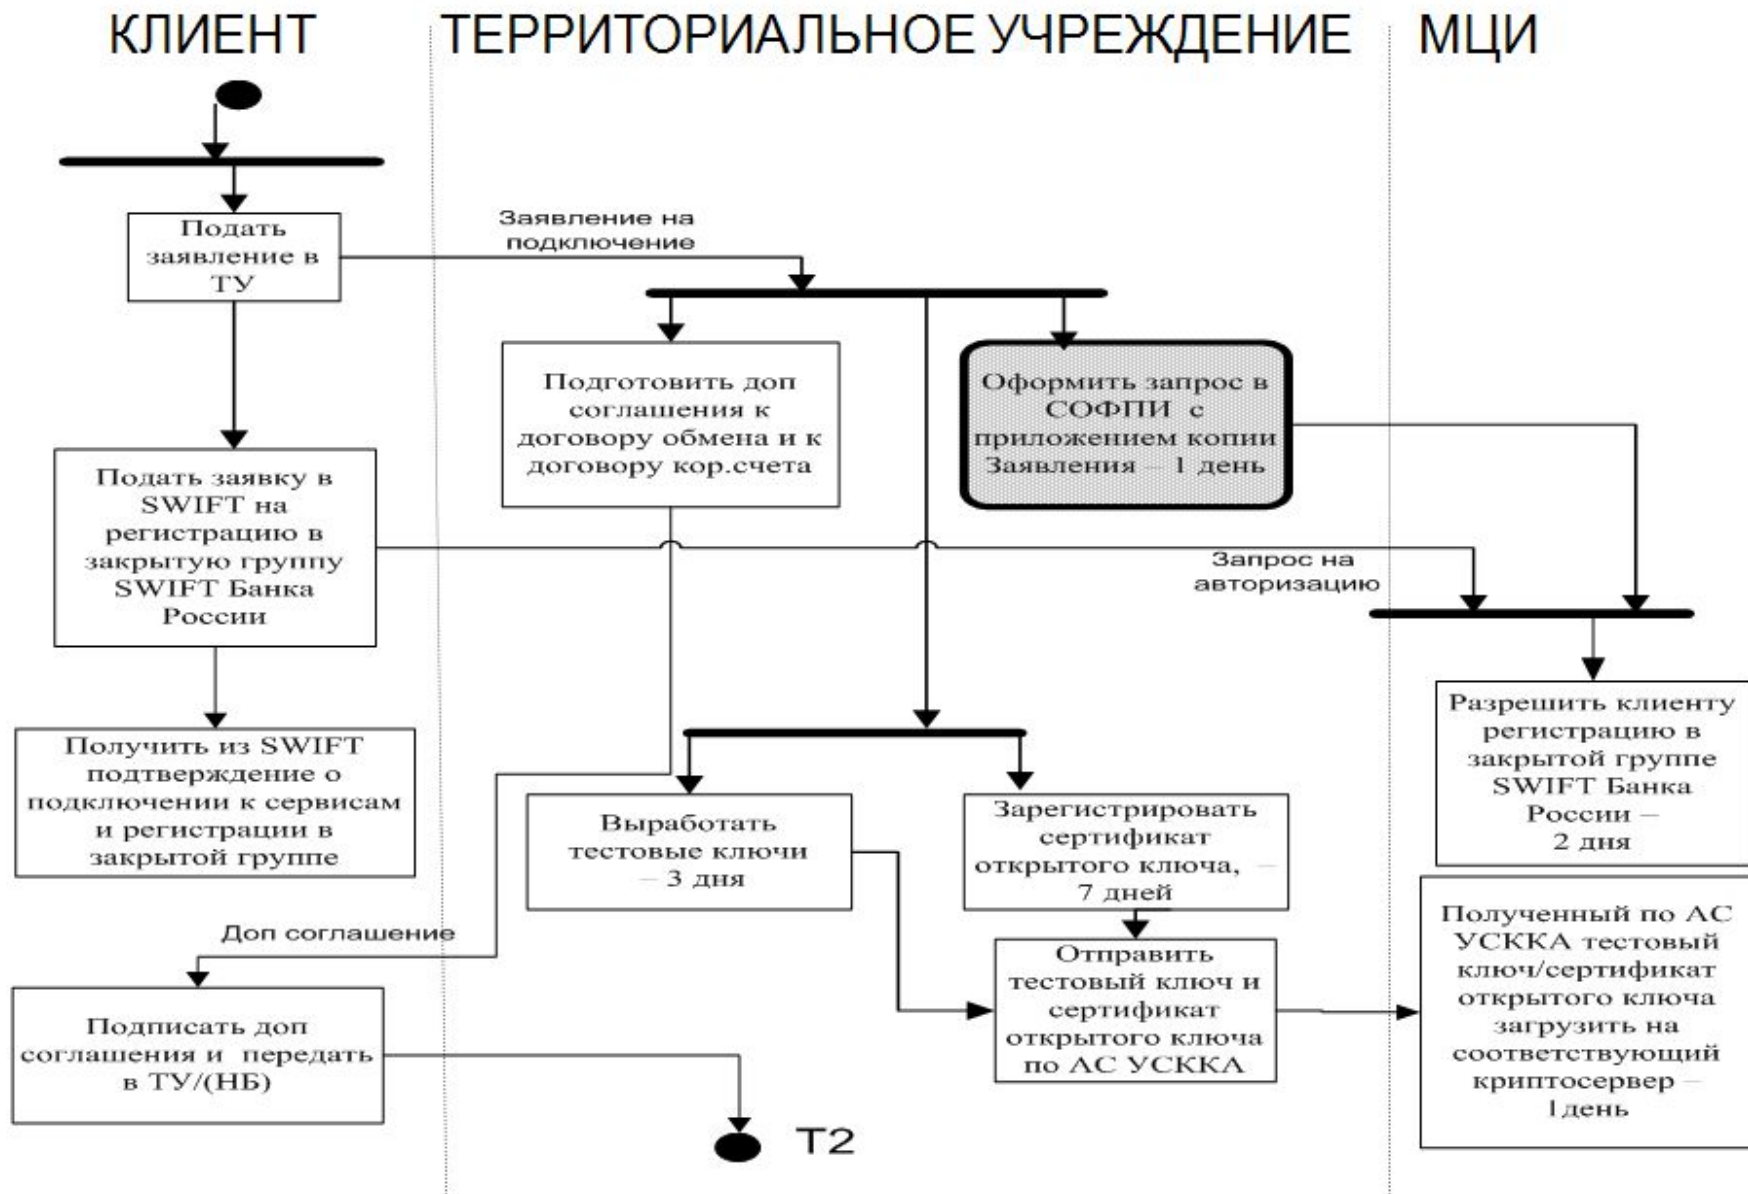 КЛИЕНТ
ТЕРРИТОРИАЛЬНОЕ УЧРЕЖДЕНИЕ
МЦИ
Подать
заявление в
ТУ
Заявление на
подключение
Подготовить доп
соглашения к
договору обмена и к
договору кор.счета
Оформить запрос в
СОФПИ с
приложением копии
Заявления – 1 день
Подать заявку в
SWIFT на
регистрацию в
закрытую группу
SWIFT Банка
России
Запрос на
авторизацию
Разрешить клиенту
регистрацию в
закрытой группе
SWIFT Банка
России –
2 дня
Получить из SWIFT
подтверждение о
подключении к сервисам
и регистрации в
закрытой группе
Выработать
тестовые ключи
– 3 дня
Зарегистрировать
сертификат
открытого ключа, –
7 дней
Доп соглашение
Отправить
тестовый ключ и
сертификат
открытого ключа
по АС УСККА
Полученный по АС
УСККА тестовый
ключ/сертификат
открытого ключа
загрузить на
соответствующий
криптосервер –
1день
Подписать доп
соглашения и передать
в ТУ/(НБ)
Т2